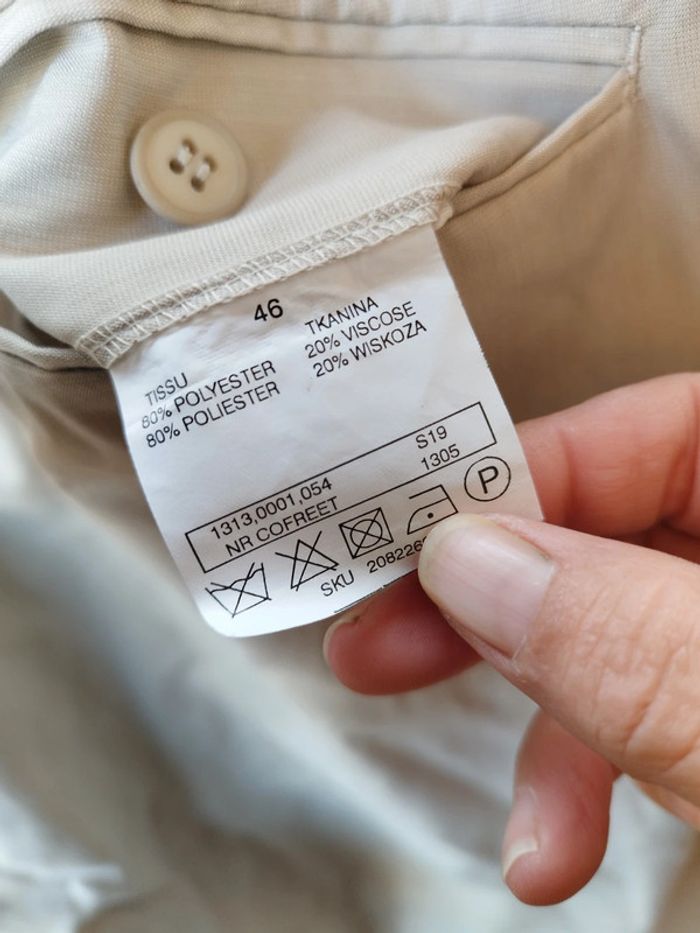 46
TISSU
80% POLYESTER
80% POLIESTER
TKANINA
20% VISCOSE
20% WISKOZA
1313,0001,054
NR COFREET
S19
1305
P
SKU